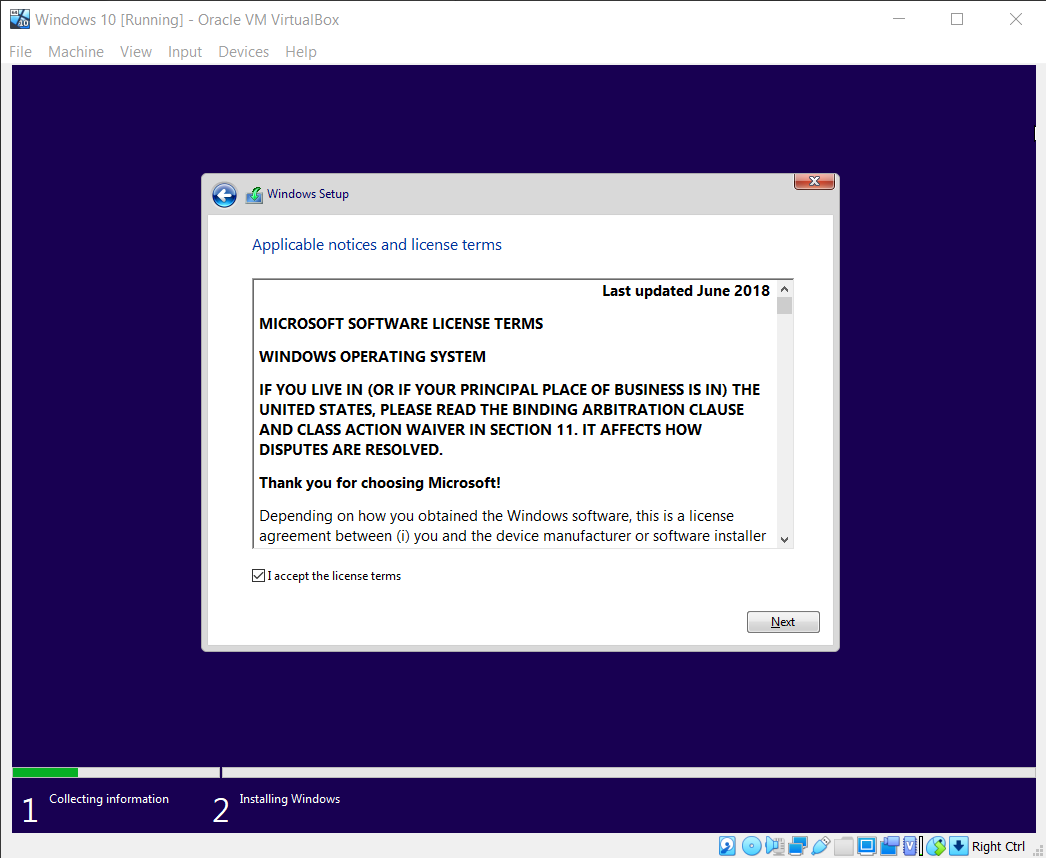 Windows 10 [Running] - Oracle VM VirtualBox
File Machine View Input Devices Help
Windows Setup
Applicable notices and license terms
Last updated June 2018
MICROSOFT SOFTWARE LICENSE TERMS
WINDOWS OPERATING SYSTEM
IF YOU LIVE IN (OR IF YOUR PRINCIPAL PLACE OF BUSINESS IS IN) THE
UNITED STATES, PLEASE READ THE BINDING ARBITRATION CLAUSE
AND CLASS ACTION WAIVER IN SECTION 11. IT AFFECTS HOW
DISPUTES ARE RESOLVED.
Thank you for choosing Microsoft!
Depending on how you obtained the Windows software, this is a license
agreement between (i) you and the device manufacturer or software installer
I accept the license terms
Next
1 Collecting information
2 Installing Windows
Right Ctrl